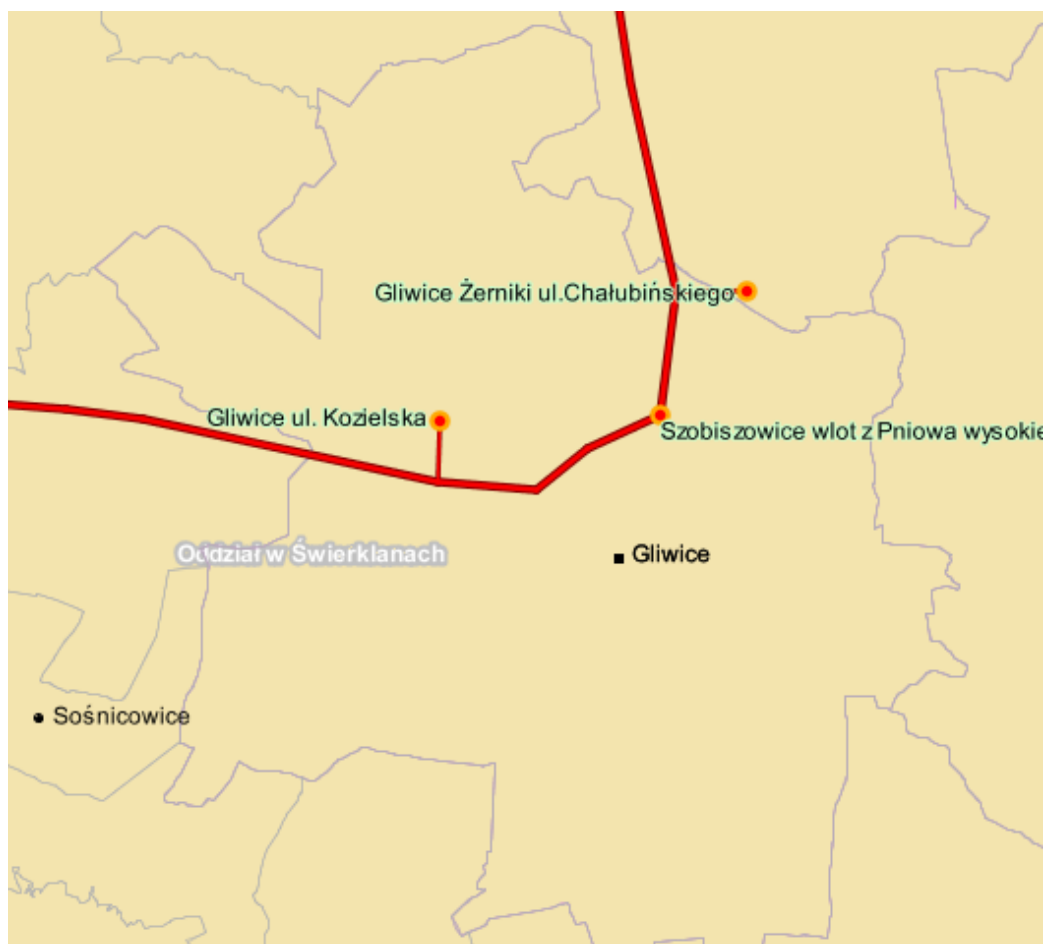 Gliwice Żerniki ul.Chałubińskiego
Gliwice ul. Kozielska
Szobiszowice wlot z Pniowa wysokie
Oddział w Świerklanach
Gliwice
Sośnicowice